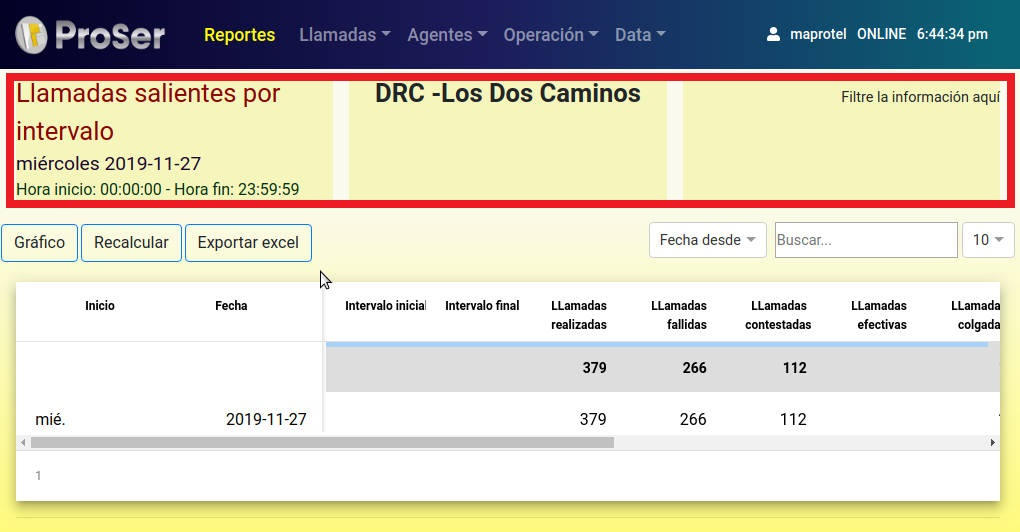 ProSer Reportes Llamadas Agentes Operación Data maprotel ONLINE 6:44:34 pm
Llamadas salientes por
intervalo
miércoles 2019-11-27
Hora inicio: 00:00:00 - Hora fin: 23:59:59
DRC -Los Dos Caminos
Filtre la información aquí
Gráfico Recalcular Exportar excel Fecha desde Buscar... 10
Inicio Fecha Intervalo inicial Intervalo final LLamadas LLamadas LLamadas LLamadas LLamada
realizadas fallidas contestadas efectivas colgada
379 266 112
mié. 2019-11-27 379 266 112
1